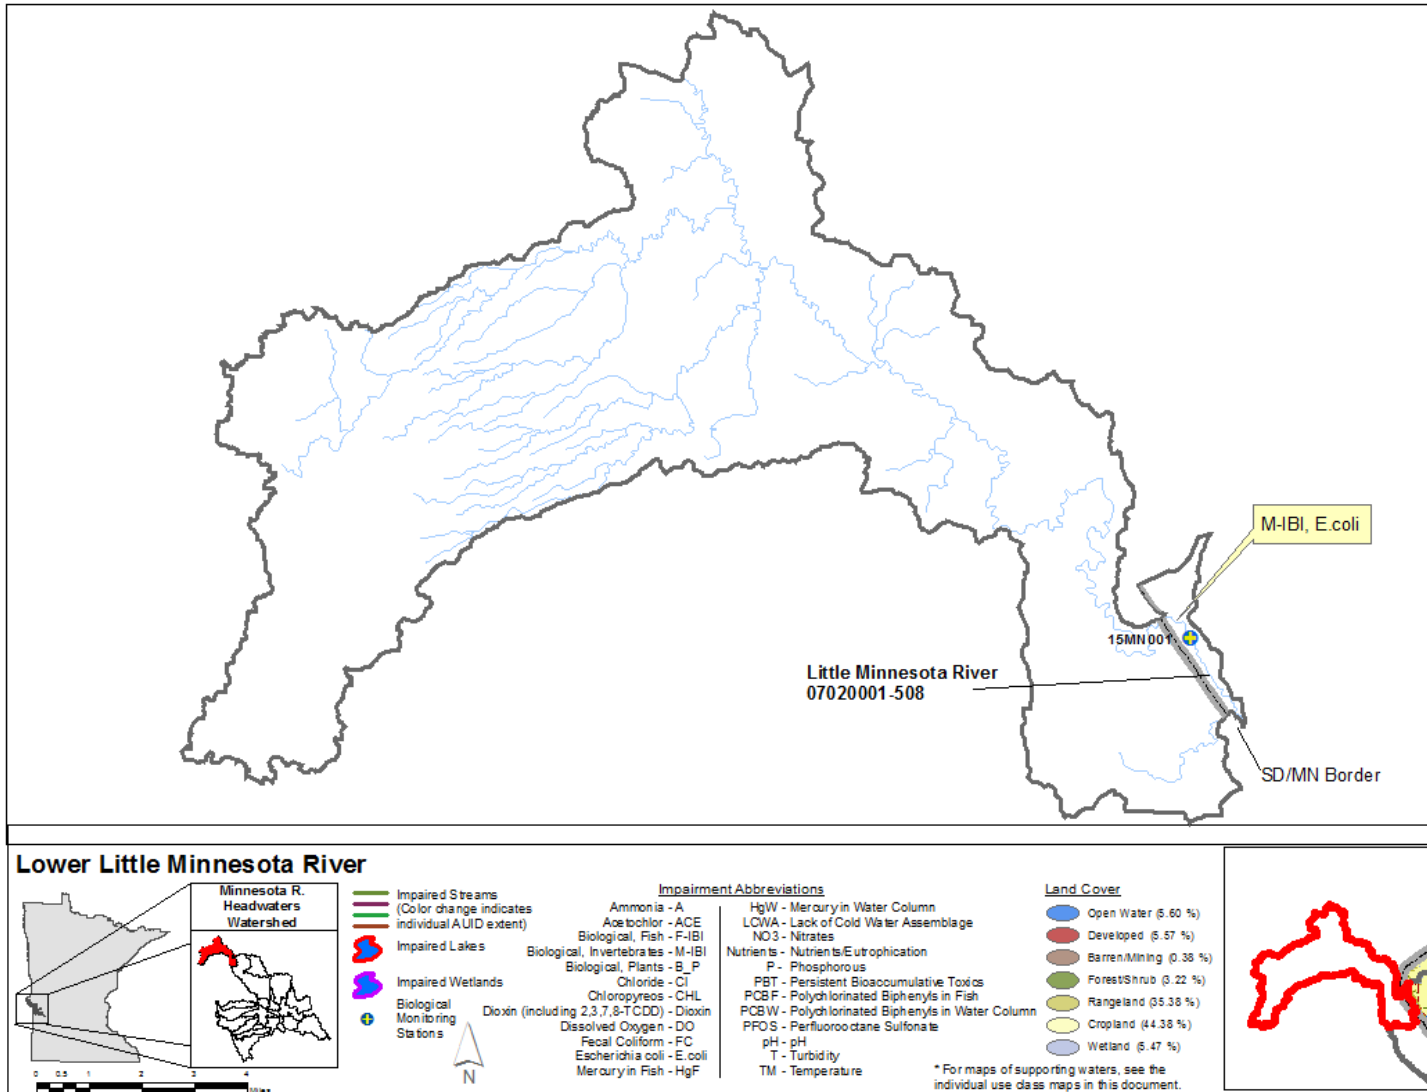 M-IBI, E.coli
15MN001
Little Minnesota River
07020001-508
SD/MN Border
Lower Little Minnesota River
Minnesota R.
Headwaters
Watershed
Impaired Streams
(Color change indicates
individual AUID extent)
Impaired Lakes
Impaired Wetlands
Biological
Monitoring
Stations
N
0 0.5 1 2 3 4
Miles
Impairment Abbreviations
Ammonia - A
Acetochlor - ACE
Biological, Fish - F-IBI
Biological, Invertebrates - M-IBI
Biological, Plants - B_P
Chloride - Cl
Chloropyreos - CHL
Dioxin (including 2,3,7,8-TCDD) - Dioxin
Dissolved Oxygen - DO
Fecal Coliform - FC
Escherichia coli - E.coli
Mercury in Fish - HgF
HgW - Mercury in Water Column
LCWA - Lack of Cold Water Assemblage
NO3 - Nitrates
Nutrients - Nutrients/Eutrophication
P - Phosphorous
PBT - Persistent Bioaccumulative Toxics
PCBF - Polychlorinated Biphenyls in Fish
PCBW - Polychlorinated Biphenyls in Water Column
PFOS - Perfluorooctane Sulfonate
pH - pH
T - Turbidity
TM - Temperature
Land Cover
Open Water (5.60 %)
Developed (5.57 %)
Barren/Mining (0.38 %)
Forest/Shrub (3.22 %)
Rangeland (35.38 %)
Cropland (44.38 %)
Wetland (5.47 %)
* For maps of supporting waters, see the
individual use class maps in this document.